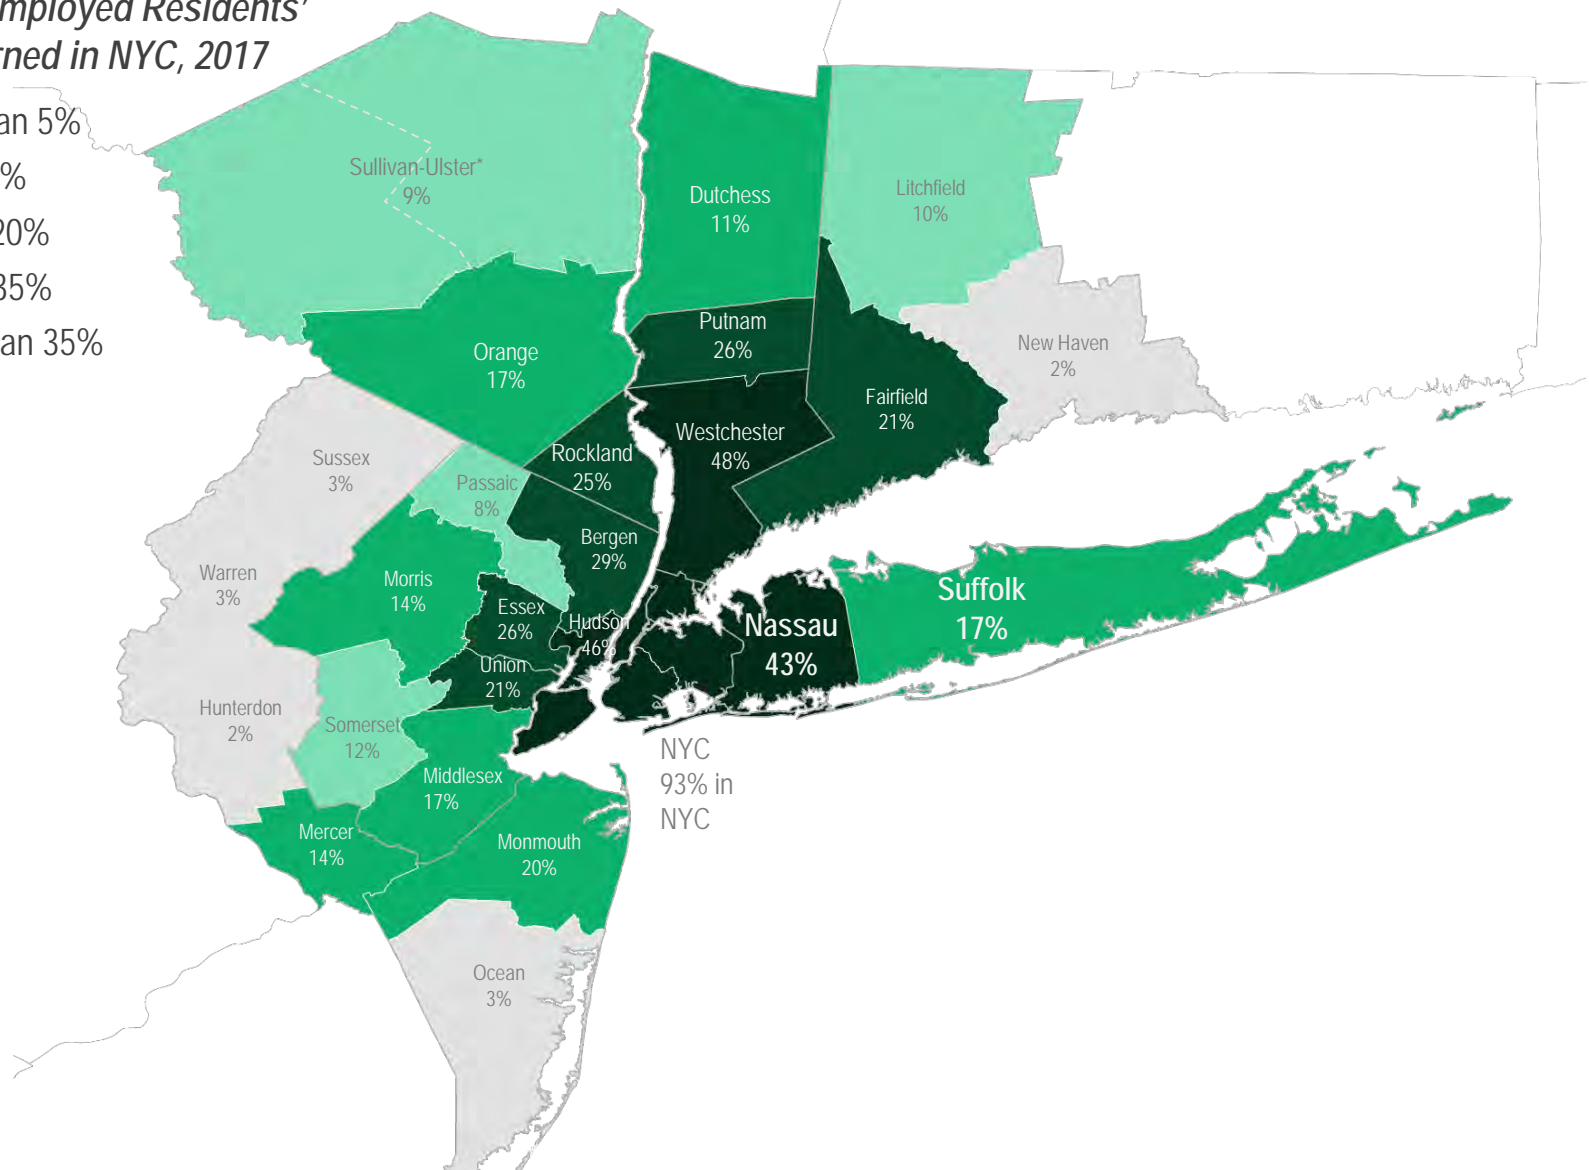 mployed Residents'
rned in NYC, 2017
an 5%
%
20%
35%
an 35%
Sullivan-Ulster*
9%
Dutchess
11%
Litchfield
10%
Putnam
26%
New Haven
2%
Orange
17%
Fairfield
21%
Westchester
48%
Rockland
25%
Sussex
3%
Passaic
8%
Bergen
29%
Warren
3%
Morris
14%
Essex
26%
Hudson
46%
Nassau
43%
Suffolk
17%
Union
21%
Hunterdon
2%
Somerset
12%
NYC
93% in
NYC
Middlesex
17%
Mercer
14%
Monmouth
20%
Ocean
3%